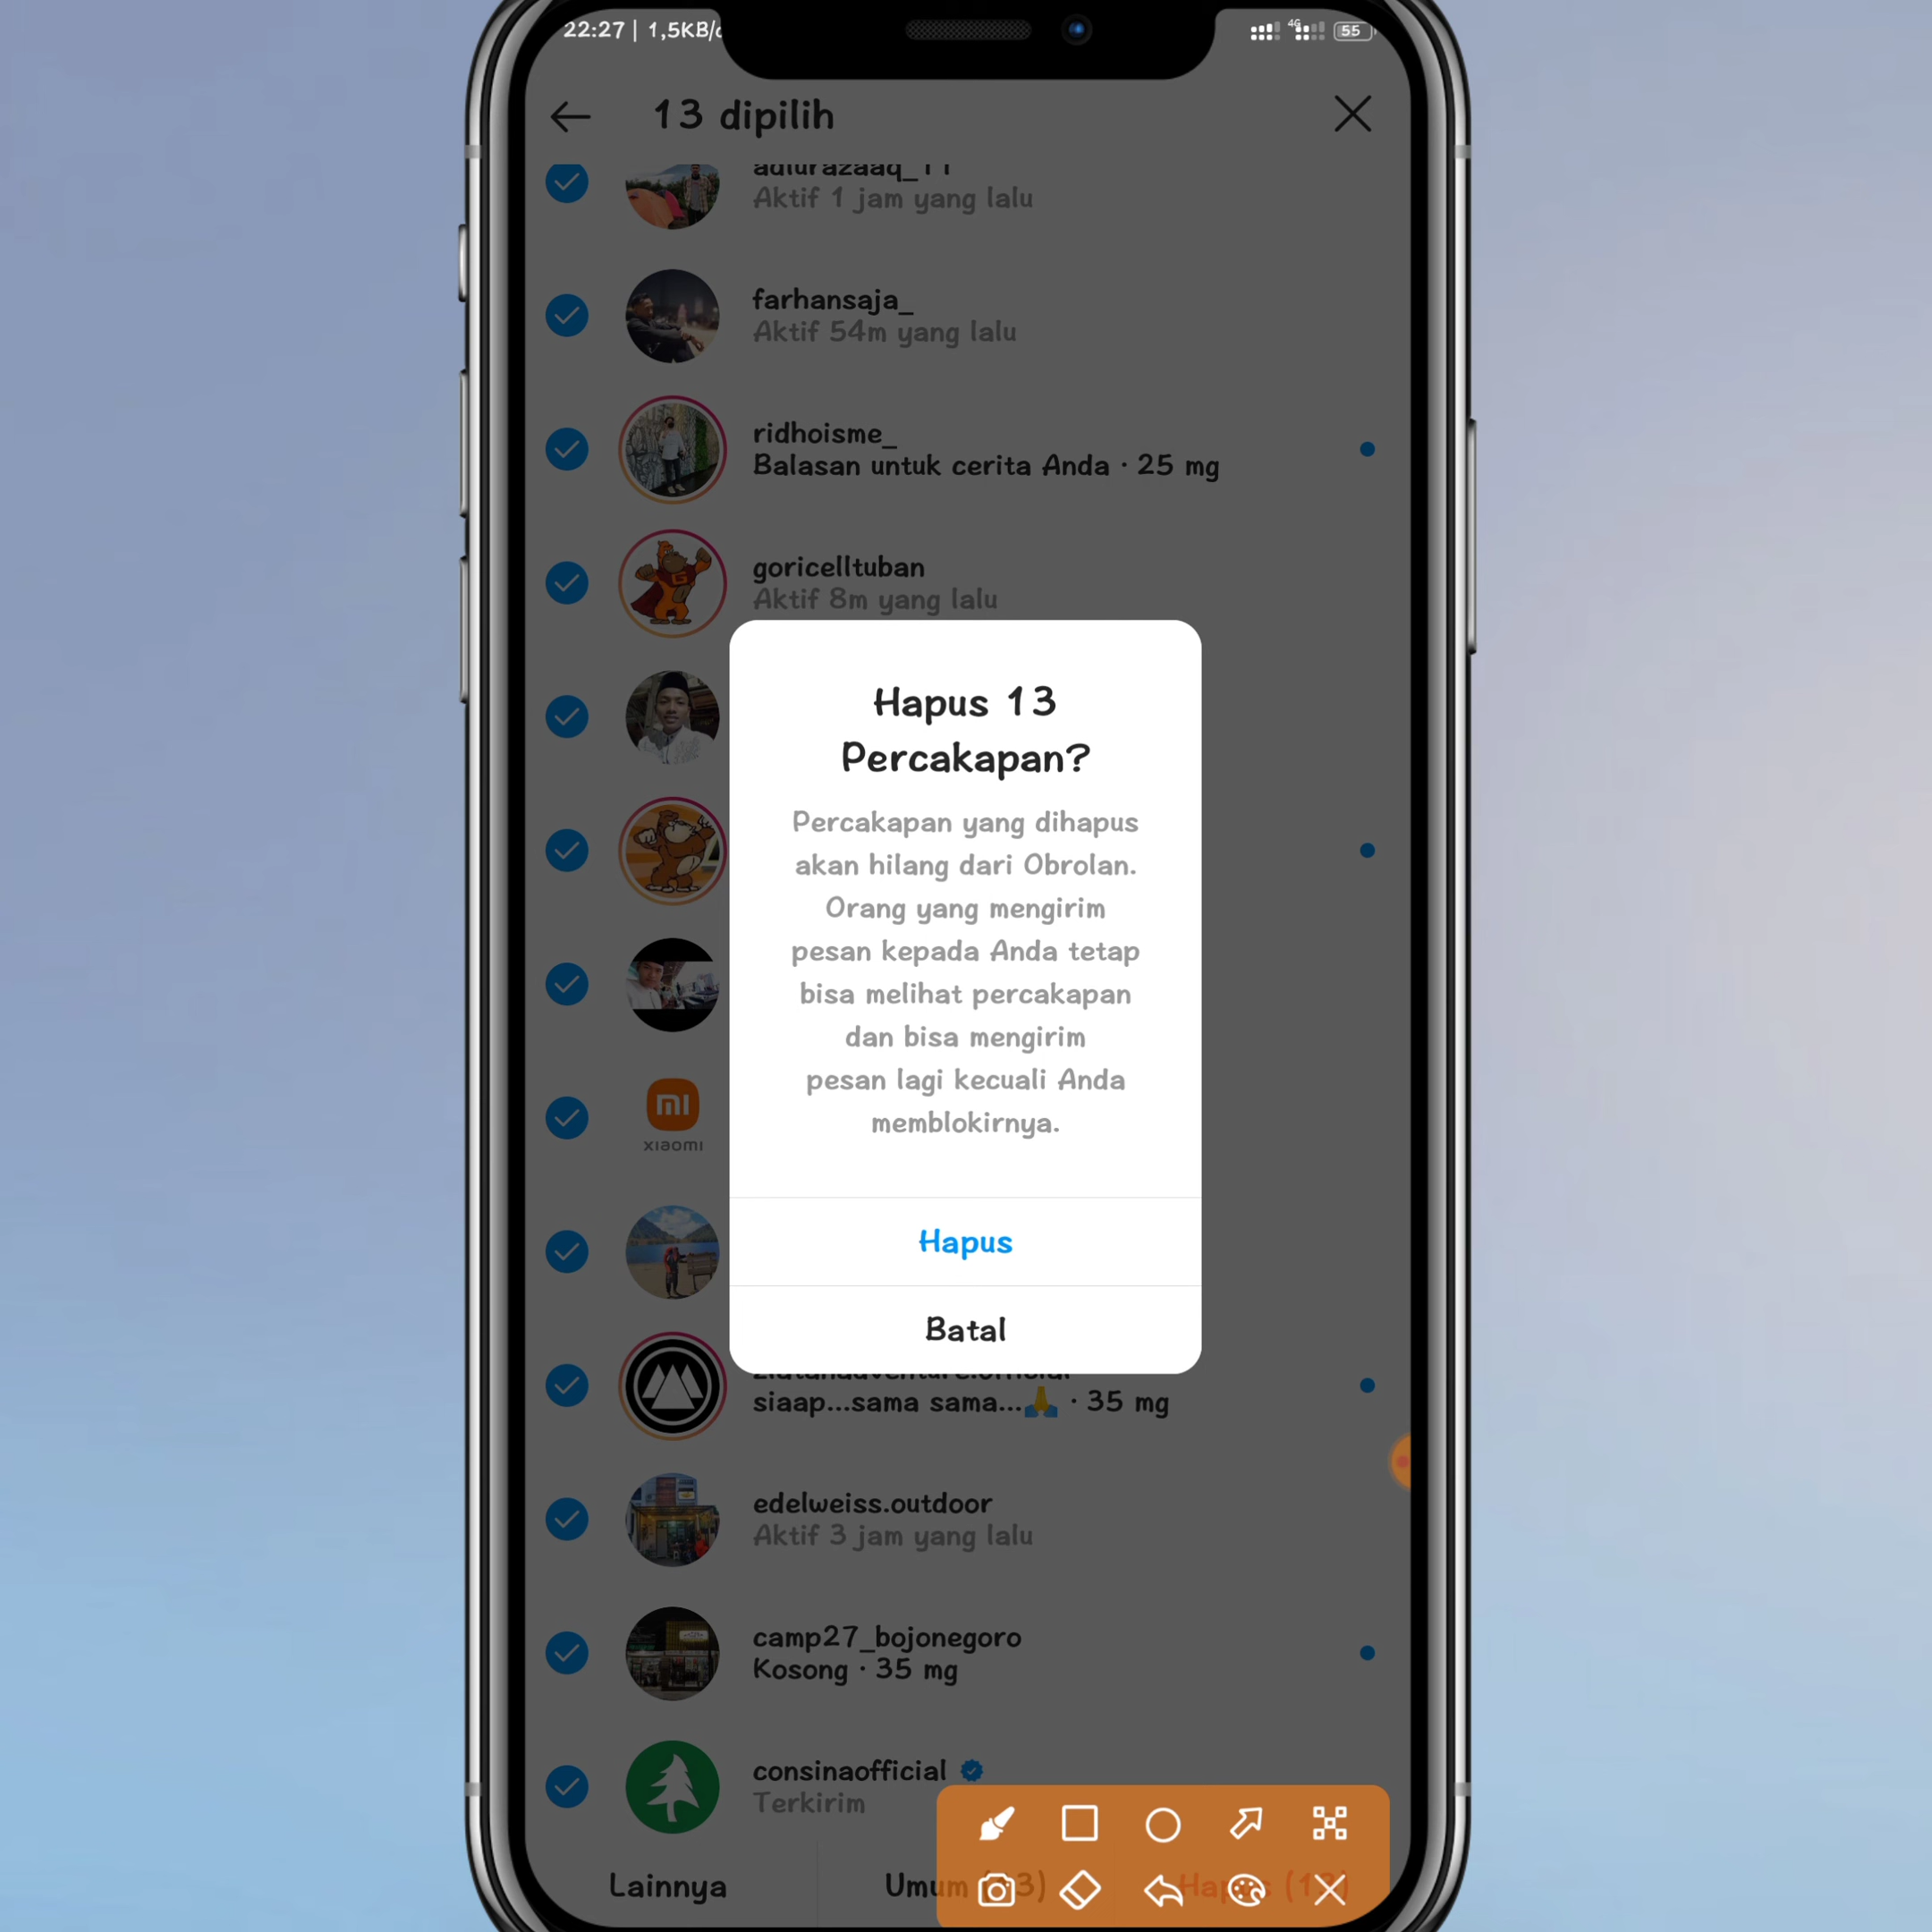 22:27 | 1,5KB/
4G
55
13 dipilih
Aktif 1 jam yang lalu
farhansaja_
Aktif 54m yang lalu
ridhoisme_
Balasan untuk cerita Anda · 25 mg
goricelltuban
Aktif 8m yang lalu
G
Hapus 13
Percakapan?
Percakapan yang dihapus
akan hilang dari Obrolan.
Orang yang mengirim
pesan kepada Anda tetap
bisa melihat percakapan
dan bisa mengirim
pesan lagi kecuali Anda
memblokirnya.
Hapus
Batal
mi
xiaomi
siaap...sama sama...🙏 · 35 mg
edelweiss.outdoor
Aktif 3 jam yang lalu
camp27_bojonegoro
Kosong · 35 mg
consinaofficial
Terkirim
Lainnya
Umum